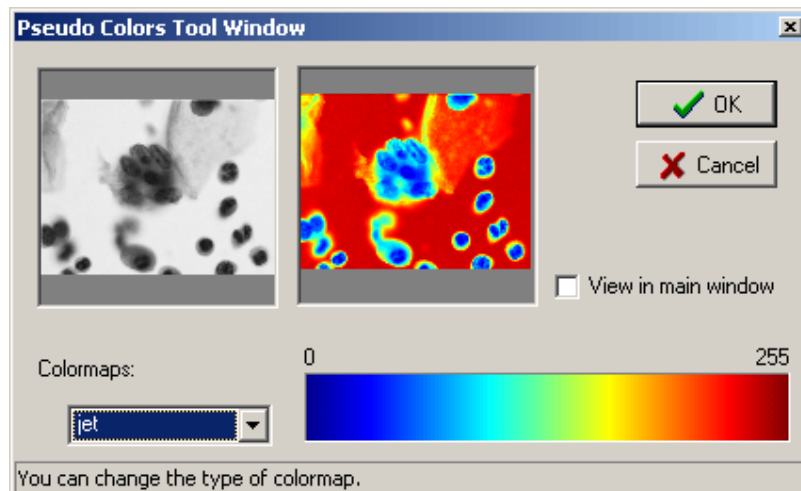 Pseudo Colors Tool Window
OK
Cancel
View in main window
0 255
Colormaps:
jet
You can change the type of colormap.